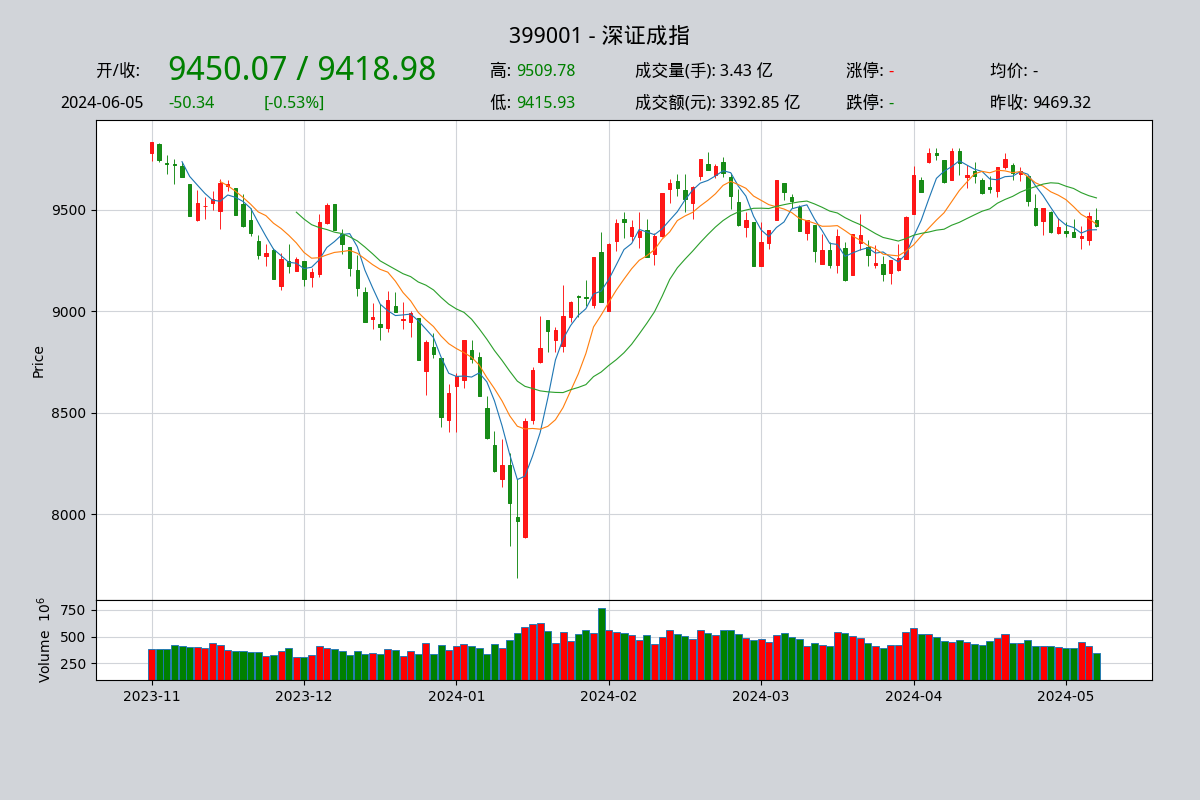 399001 - 深证成指
开/收: 9450.07 / 9418.98 高: 9509.78 成交量(手): 3.43 亿 涨停: - 均价: -
2024-06-05 -50.34 [-0.53%] 低: 9415.93 成交额(元): 3392.85 亿 跌停: - 昨收: 9469.32
Price
9500
9000
8500
8000
Volume 10^6
750
500
250
2023-11 2023-12 2024-01 2024-02 2024-03 2024-04 2024-05